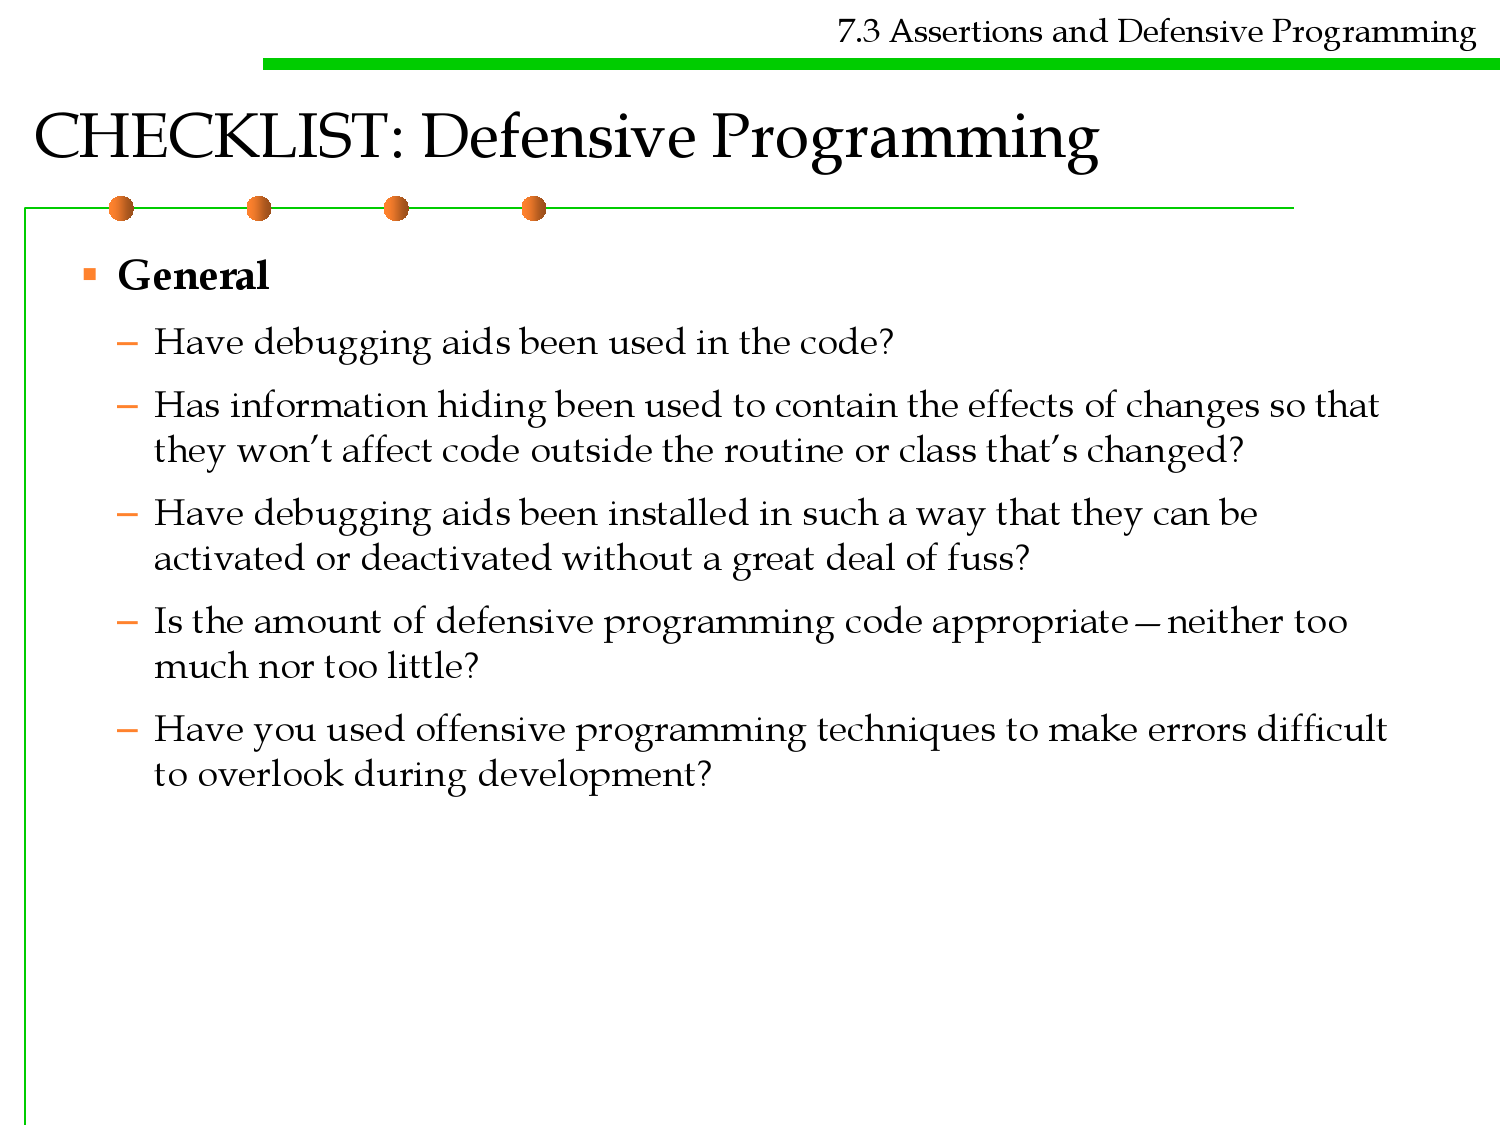 7.3 Assertions and Defensive Programming
CHECKLIST: Defensive Programming
▪ General
– Have debugging aids been used in the code?
– Has information hiding been used to contain the effects of changes so that
they won’t affect code outside the routine or class that’s changed?
– Have debugging aids been installed in such a way that they can be
activated or deactivated without a great deal of fuss?
– Is the amount of defensive programming code appropriate—neither too
much nor too little?
– Have you used offensive programming techniques to make errors difficult
to overlook during development?